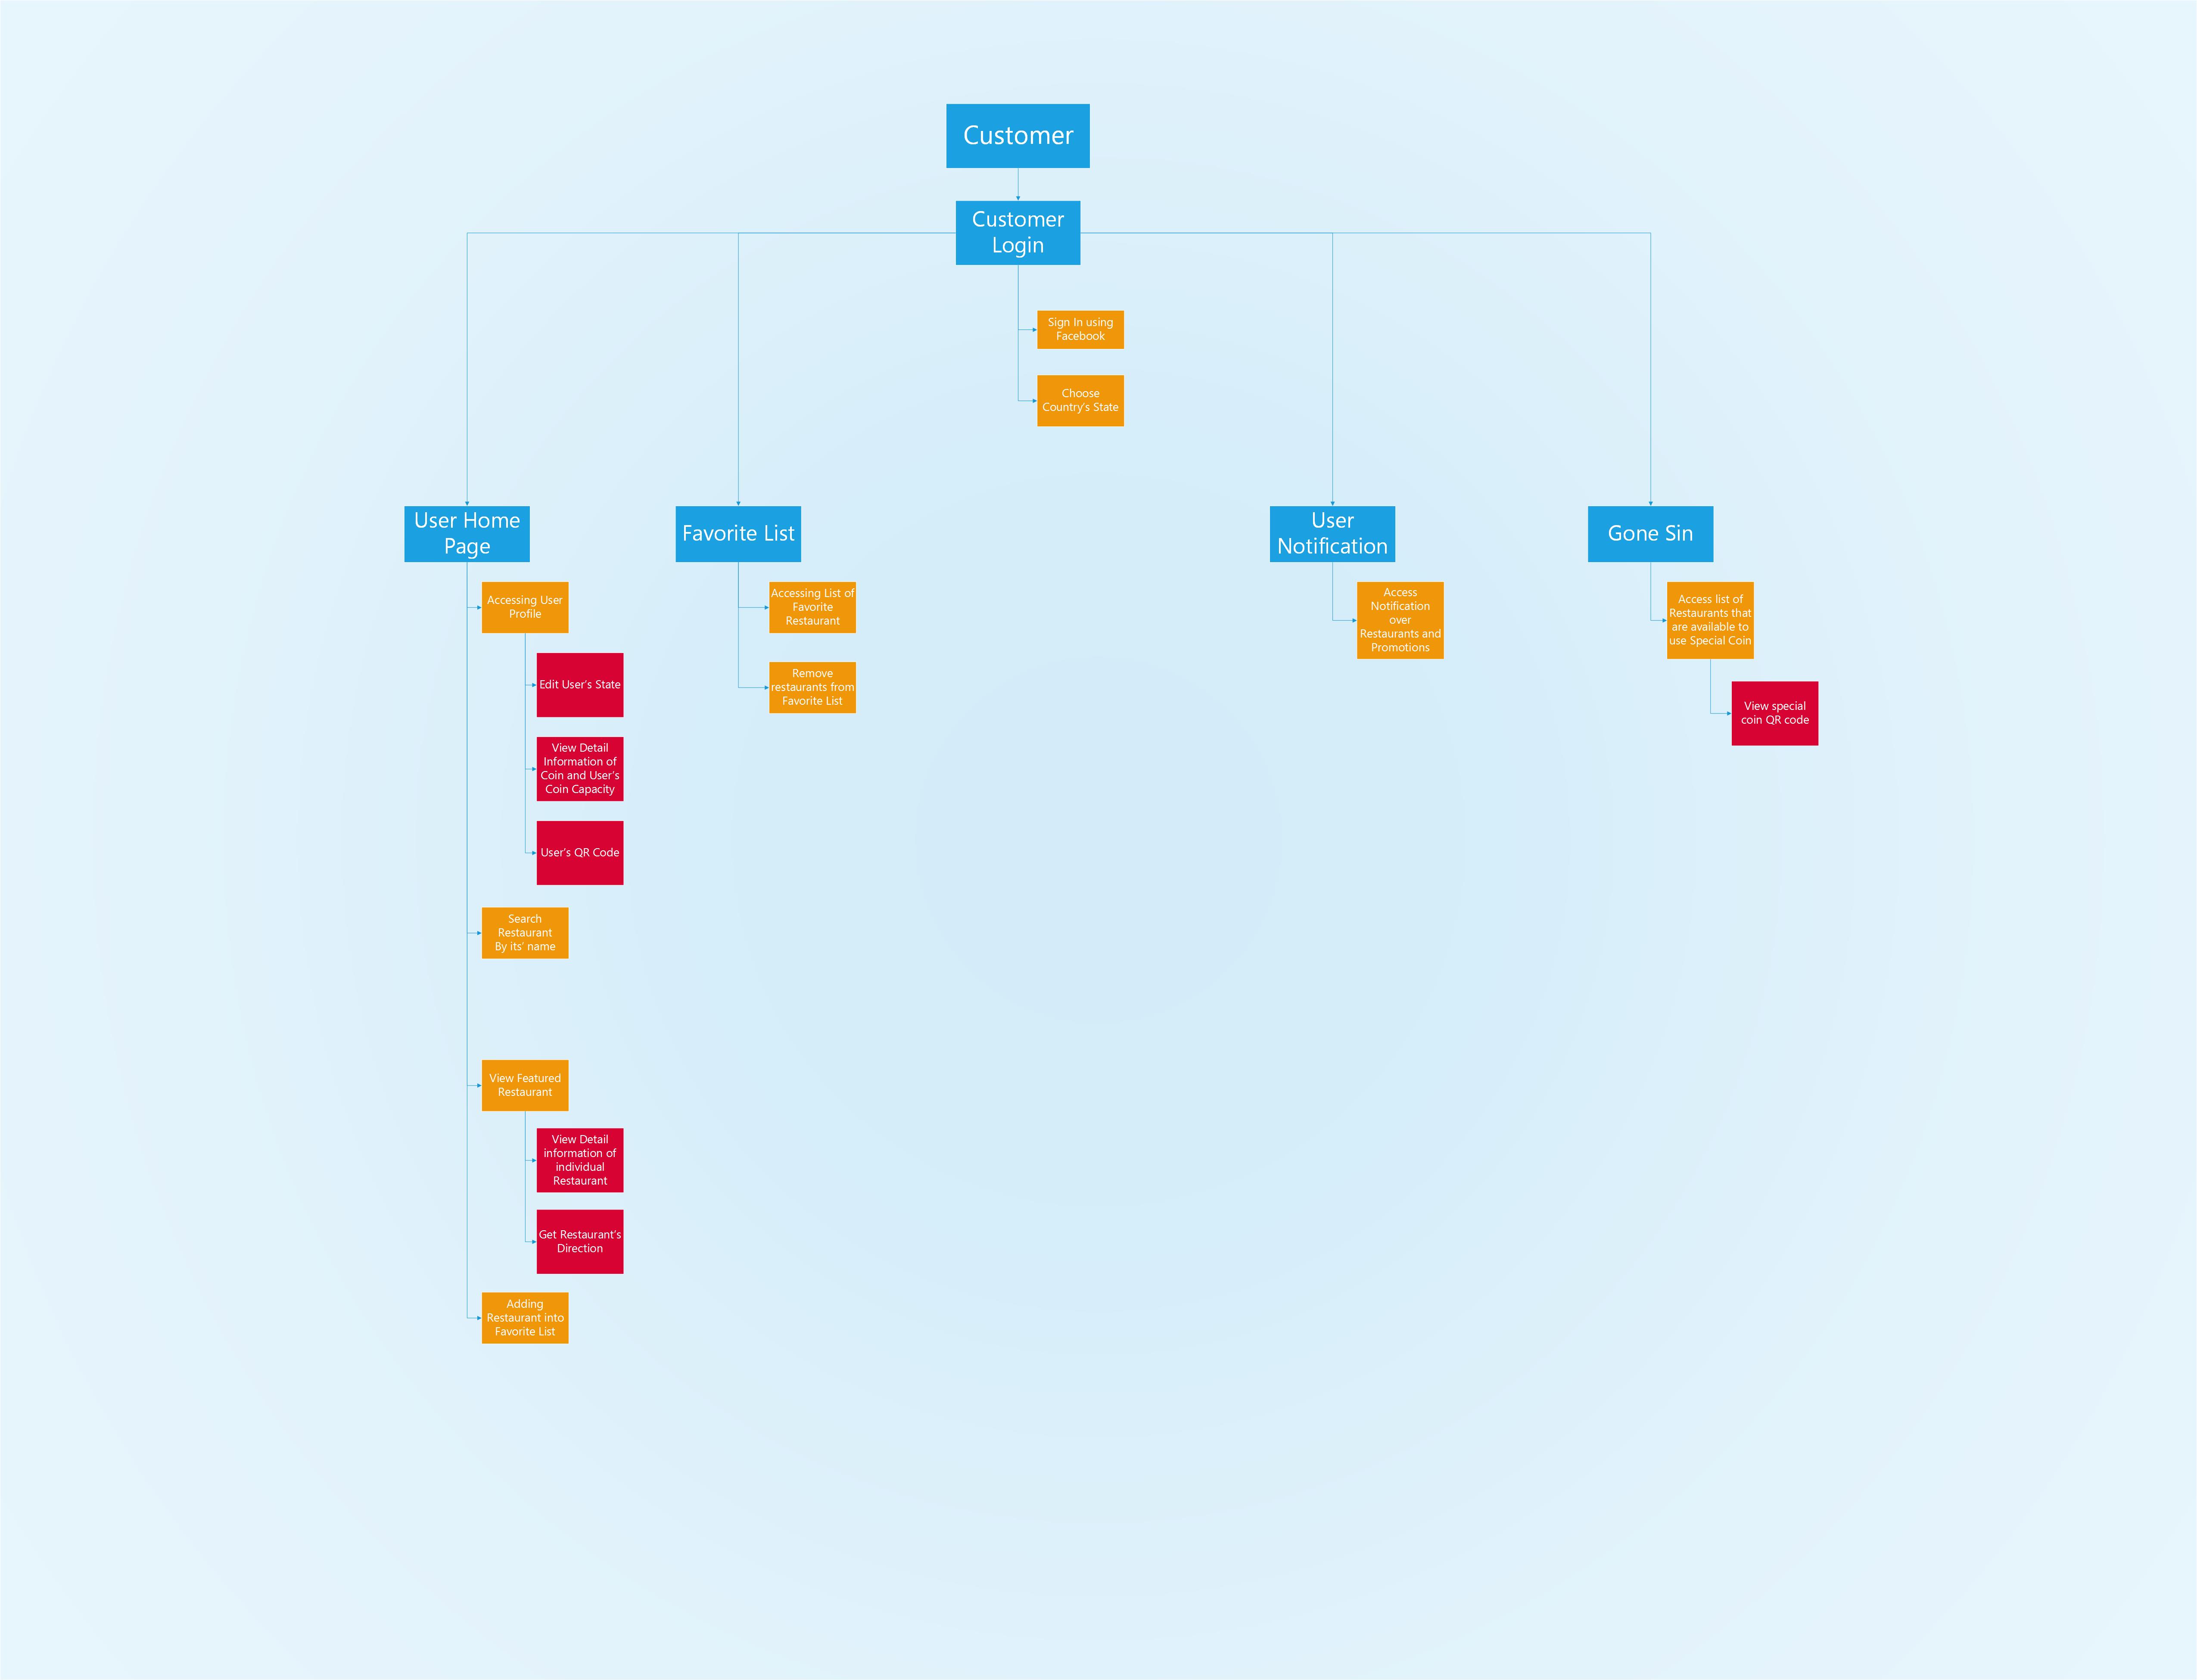 Customer
Customer
Login
Sign In using
Facebook
Choose
Country's State
User Home
Page
Accessing User
Profile
Edit User's State
View Detail
Information of
Coin and User's
Coin Capacity
User's QR Code
Search
Restaurant
By its' name
View Featured
Restaurant
View Detail
information of
individual
Restaurant
Get Restaurant's
Direction
Adding
Restaurant into
Favorite List
Favorite List
Accessing List of
Favorite
Restaurant
Remove
restaurants from
Favorite List
User
Notification
Access
Notification
over
Restaurants and
Promotions
Gone Sin
Access list of
Restaurants that
are available to
use Special Coin
View special
coin QR code